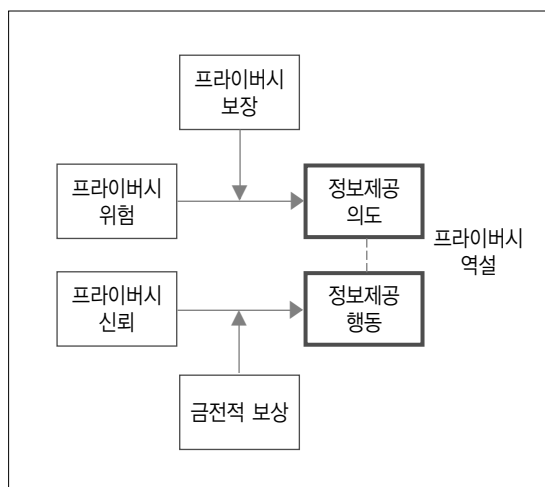 프라이버시
보장
프라이버시
위험
정보제공
의도
프라이버시
역설
프라이버시
신뢰
정보제공
행동
금전적 보상